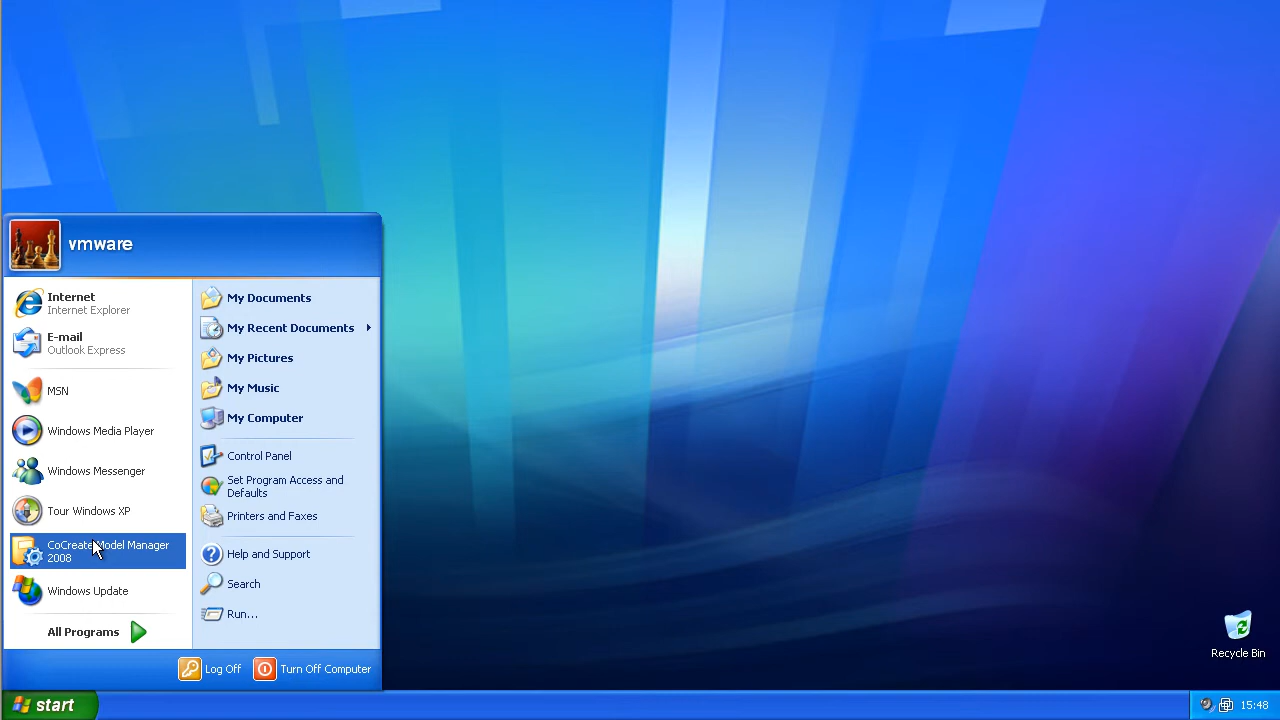 vmware
Internet
Internet Explorer
E-mail
Outlook Express
MSN
Windows Media Player
Windows Messenger
Tour Windows XP
CoCreate Model Manager
2008
Windows Update
All Programs
My Documents
My Recent Documents
My Pictures
My Music
My Computer
Control Panel
Set Program Access and
Defaults
Printers and Faxes
Help and Support
Search
Run...
Log Off
Turn Off Computer
Recycle Bin
start
15:48